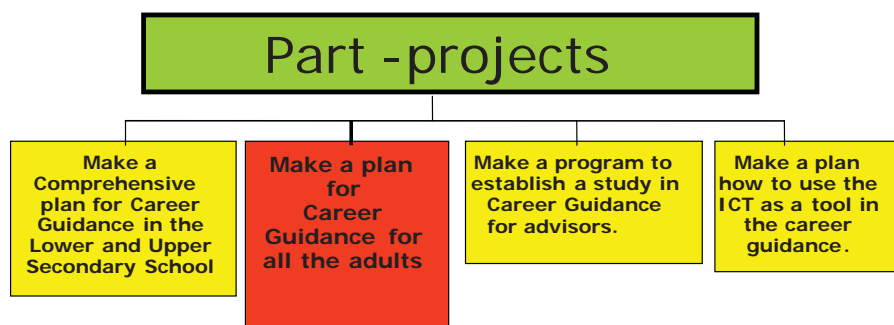 Part -projects
Make a
Comprehensive
plan for Career
Guidance in the
Lower and Upper
Secondary School
Make a plan
for
Career
Guidance for
all the adults
Make a program to
establish a study in
Career Guidance
for advisors.
Make a plan
how to use the
ICT as a tool in
the career
guidance.